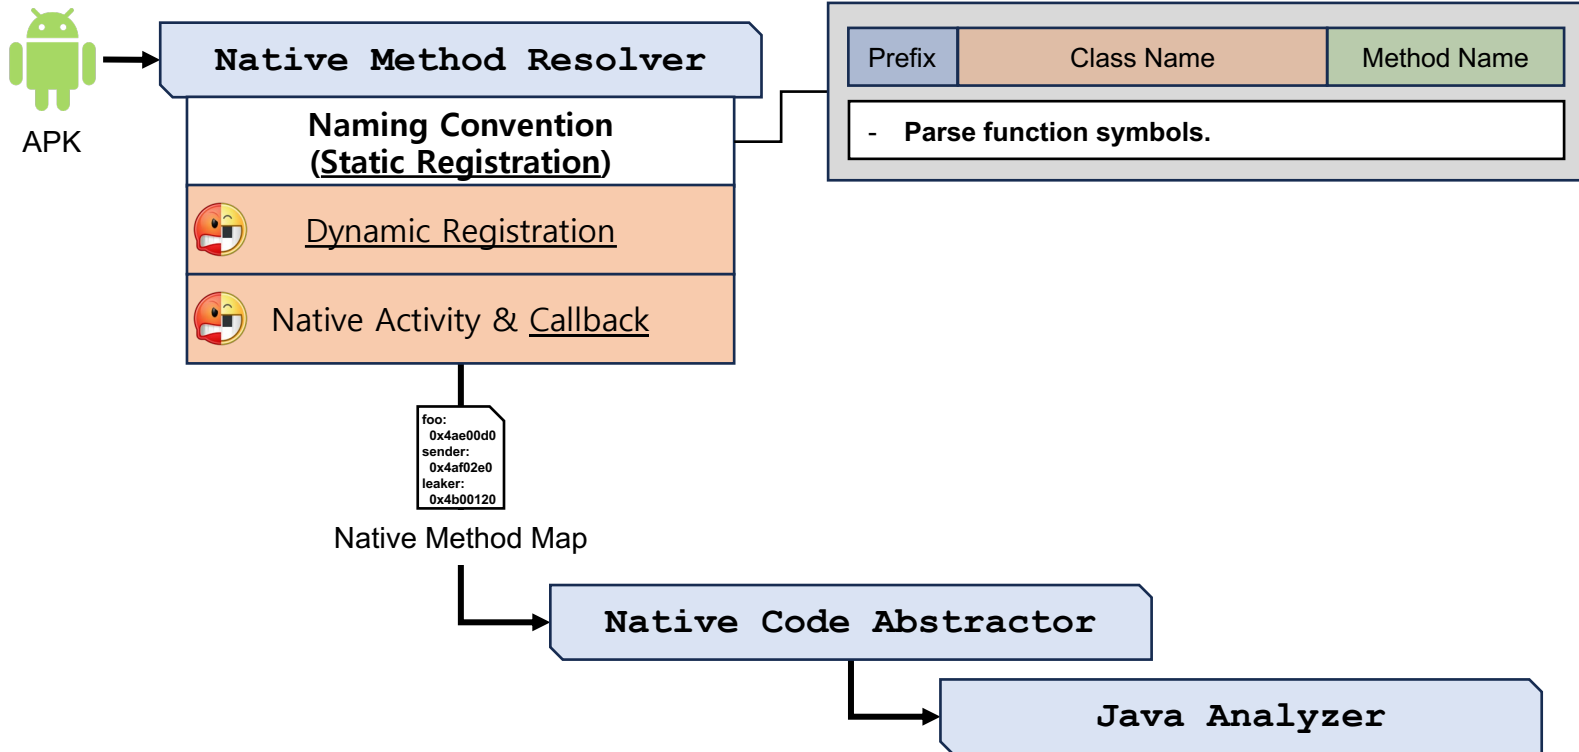 APK
Native Method Resolver
Naming Convention
(Static Registration)
Dynamic Registration
Native Activity & Callback
Prefix
Class Name
Method Name
- Parse function symbols.
foo:
0x4ae00d0
sender:
0x4af02e0
leaker:
0x4b00120
Native Method Map
Native Code Abstractor
Java Analyzer